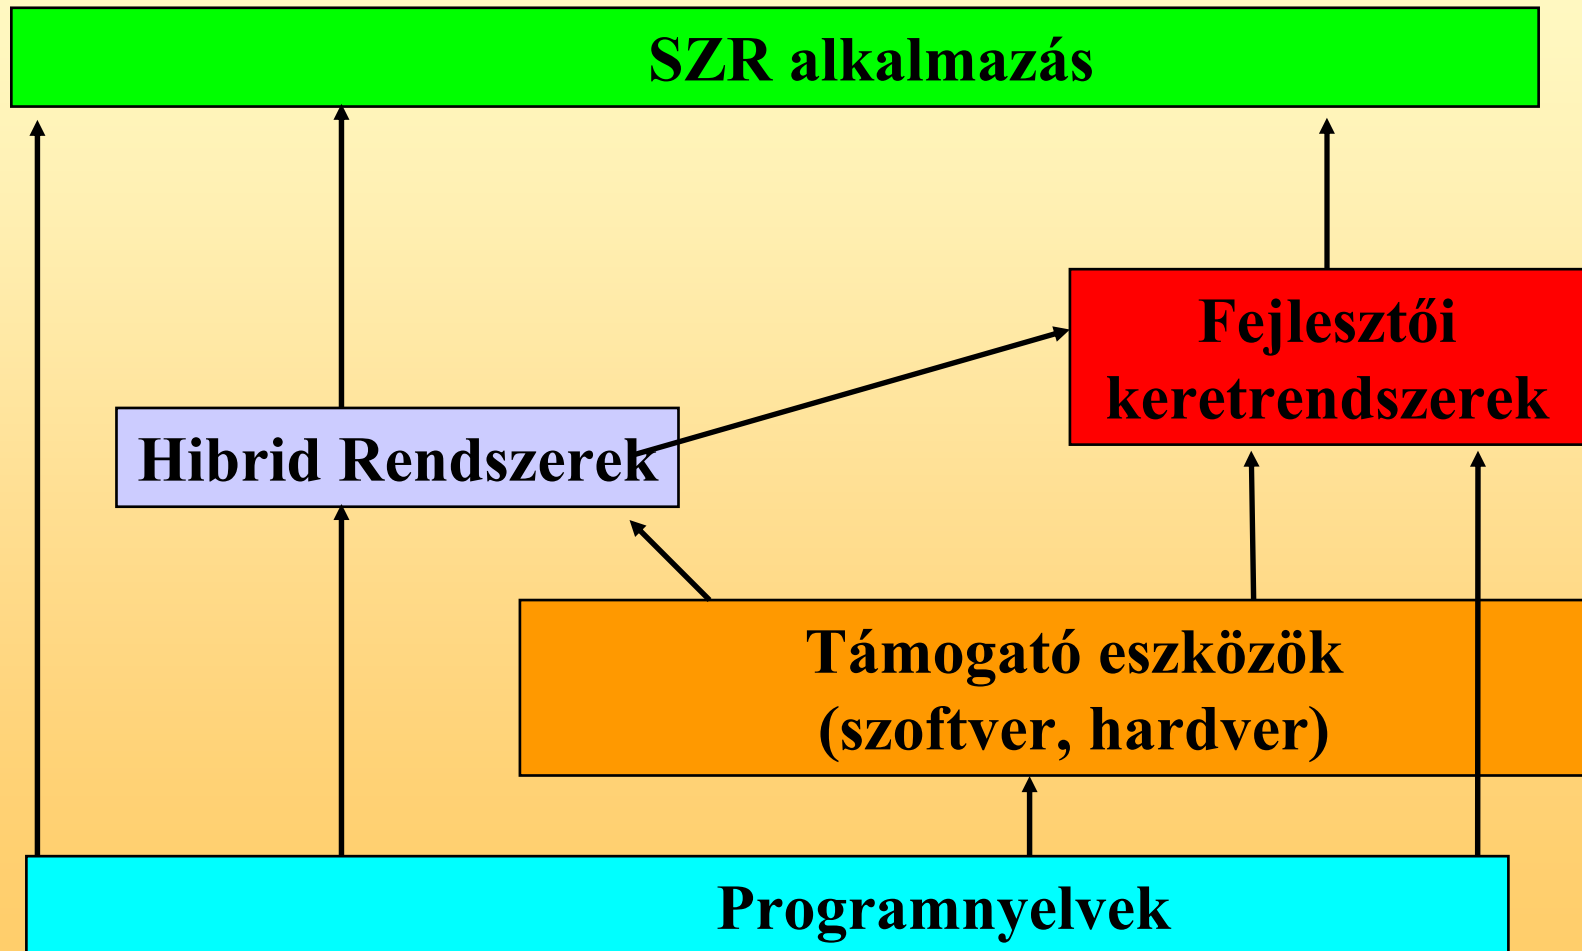 SZR alkalmazás
Fejlesztői
keretrendszerek
Hibrid Rendszerek
Támogató eszközök
(szoftver, hardver)
Programnyelvek